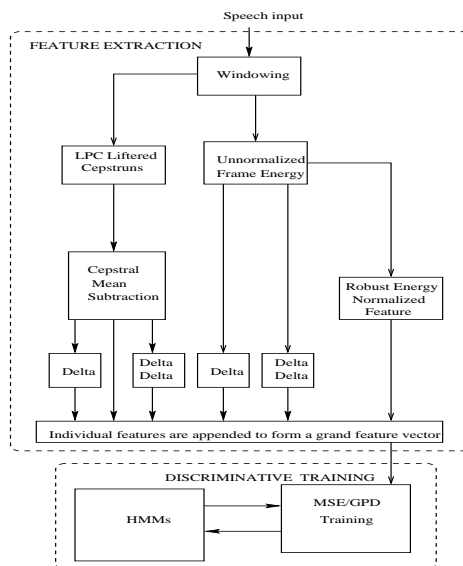 Speech input
FEATURE EXTRACTION
Windowing
LPC Liftered
Cepstruns
Unnormalized
Frame Energy
Cepstral
Mean
Subtraction
Robust Energy
Normalized
Feature
Delta
Delta
Delta
Delta
Delta
Delta
Individual features are appended to form a grand feature vector
DISCRIMINATIVE TRAINING
HMMs
MSE/GPD
Training